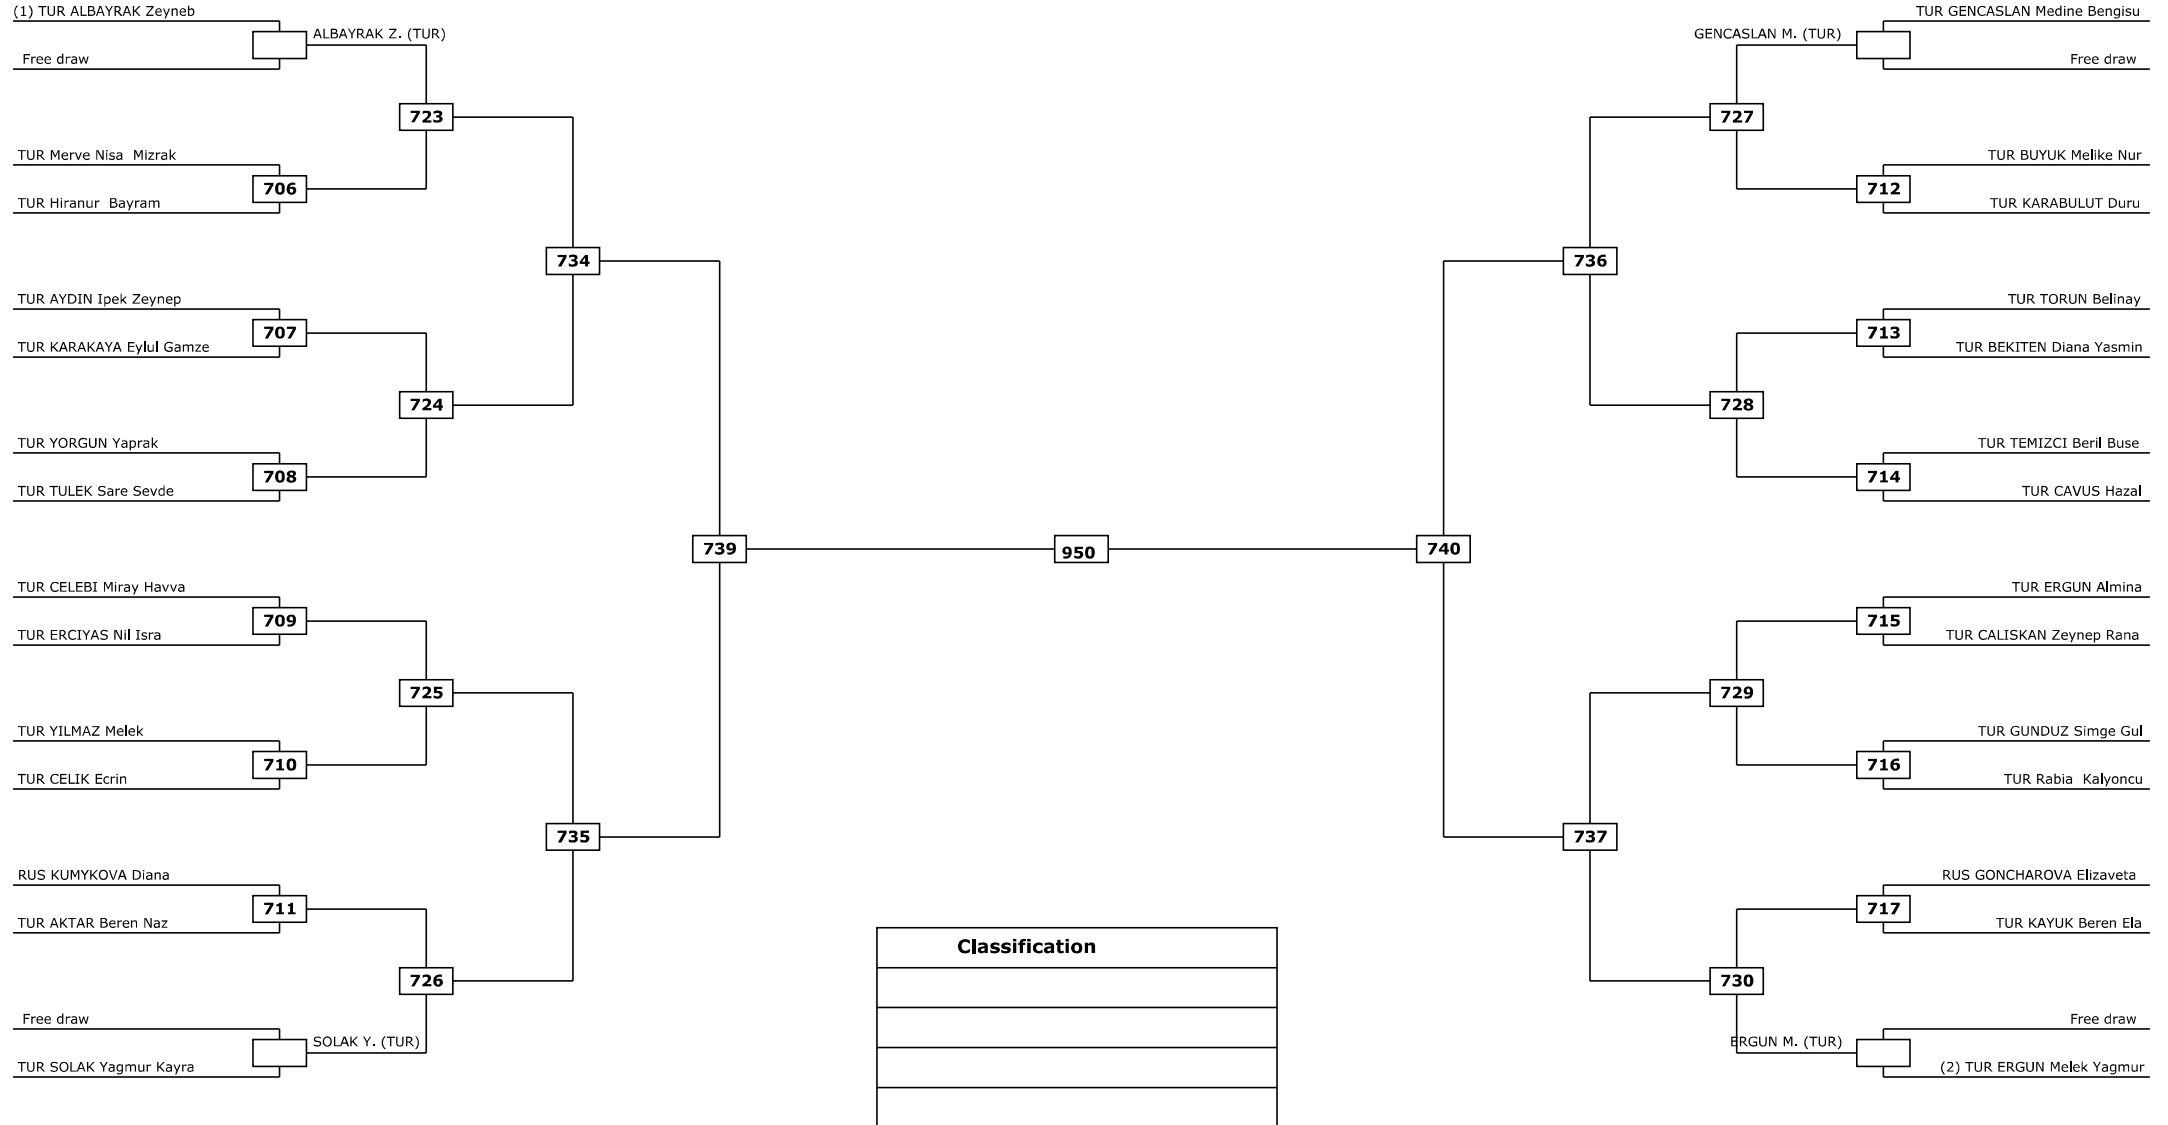 (1) TUR ALBAYRAK Zeyneb
Free draw
ALBAYRAK Z. (TUR)
723
TUR Merve Nisa  Mizrak
706
TUR Hiranur  Bayram
734
TUR AYDIN Ipek Zeynep
707
TUR KARAKAYA Eylul Gamze
724
TUR YORGUN Yaprak
708
TUR TULEK Sare Sevde
739
TUR CELEBI Miray Havva
709
TUR ERCIYAS Nil Isra
725
TUR YILMAZ Melek
710
TUR CELIK Ecrin
735
RUS KUMYKOVA Diana
711
TUR AKTAR Beren Naz
726
Free draw
SOLAK Y. (TUR)
TUR SOLAK Yagmur Kayra
950
TUR GENCASLAN Medine Bengisu
GENCASLAN M. (TUR)
Free draw
727
TUR BUYUK Melike Nur
712
TUR KARABULUT Duru
736
TUR TORUN Belinay
713
TUR BEKITEN Diana Yasmin
728
TUR TEMIZCI Beril Buse
714
TUR CAVUS Hazal
740
TUR ERGUN Almina
715
TUR CALISKAN Zeynep Rana
729
TUR GUNDUZ Simge Gul
716
TUR Rabia  Kalyoncu
737
RUS GONCHAROVA Elizaveta
717
TUR KAYUK Beren Ela
730
Free draw
ERGUN M. (TUR)
(2) TUR ERGUN Melek Yagmur
Classification